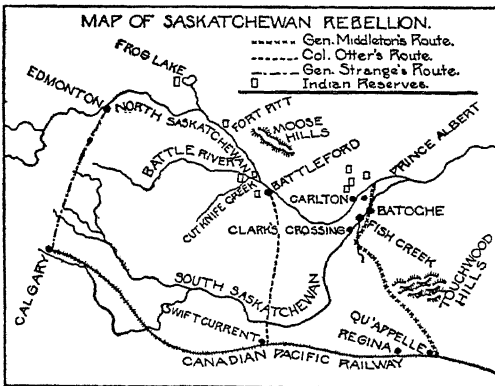 MAP OF SASKATCHEWAN REBELLION.
Gen. Middleton's Route.
Col. Otter's Route.
Gen. Strange's Route.
Indian Reserves.
FROG LAKE
EDMONTON
NORTH SASKATCHEWAN
FORT PITT
MOOSE
HILLS
BATTLE RIVER
BATTLEFORD
PRINCE ALBERT
CUT KNIFE CREEK
CARLTON
BATOCHE
CLARK'S CROSSING
FISH CREEK
TOUCHWOOD
HILLS
CALGARY
SOUTH SASKATCHEWAN
SWIFT CURRENT
QU'APPELLE
REGINA
CANADIAN PACIFIC RAILWAY